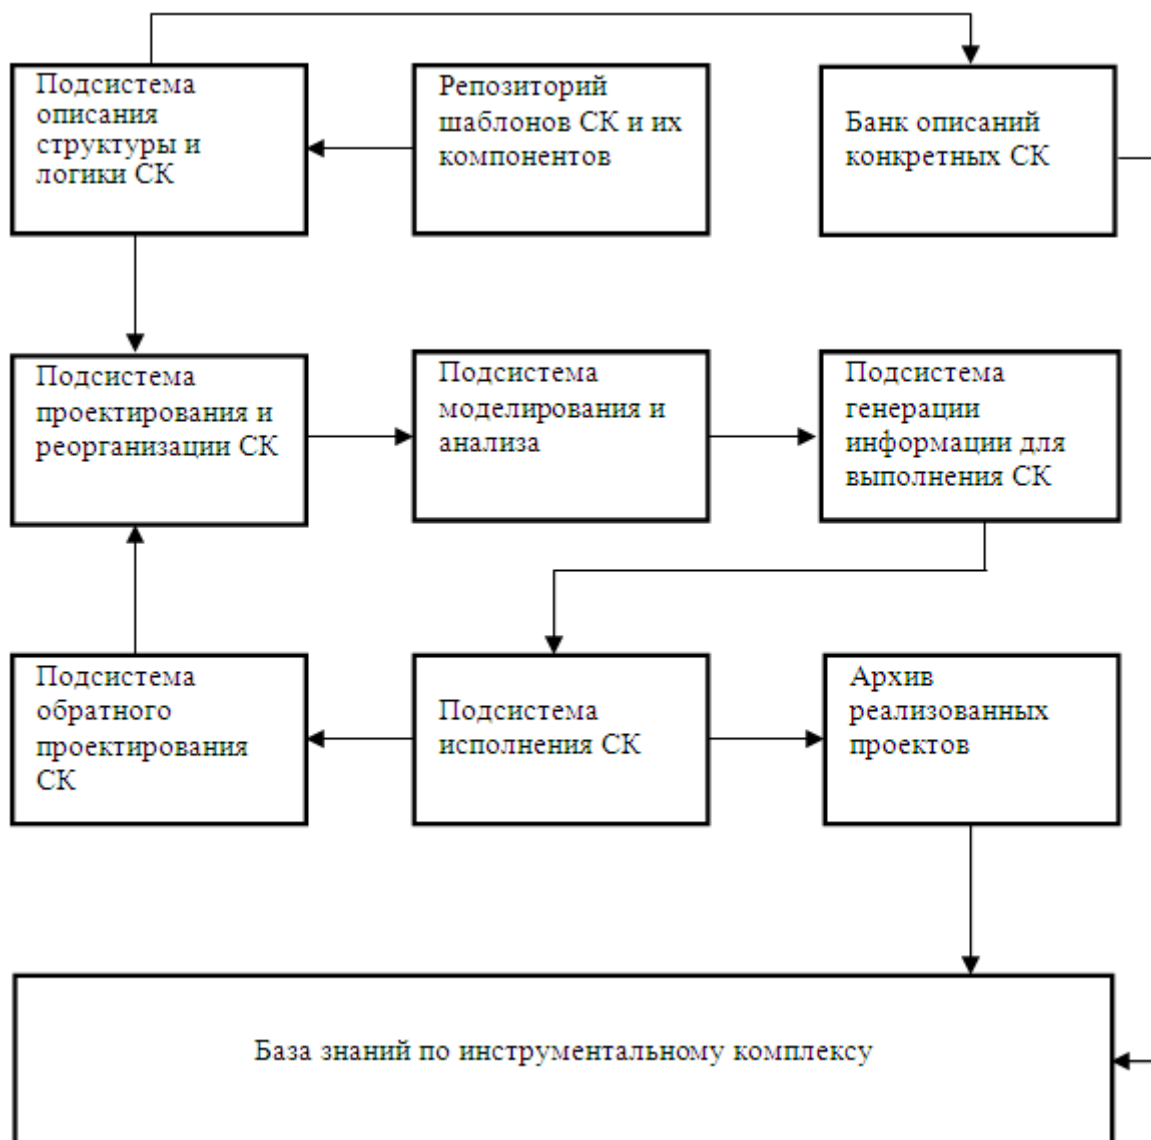 Подсистема
описания
структуры и
логики СК
Репозиторий
шаблонов СК и их
компонентов
Банк описаний
конкретных СК
Подсистема
проектирования и
реорганизации СК
Подсистема
моделирования и
анализа
Подсистема
генерации
информации для
выполнения СК
Подсистема
обратного
проектирования
СК
Подсистема
исполнения СК
Архив
реализованных
проектов
База знаний по инструментальному комплексу